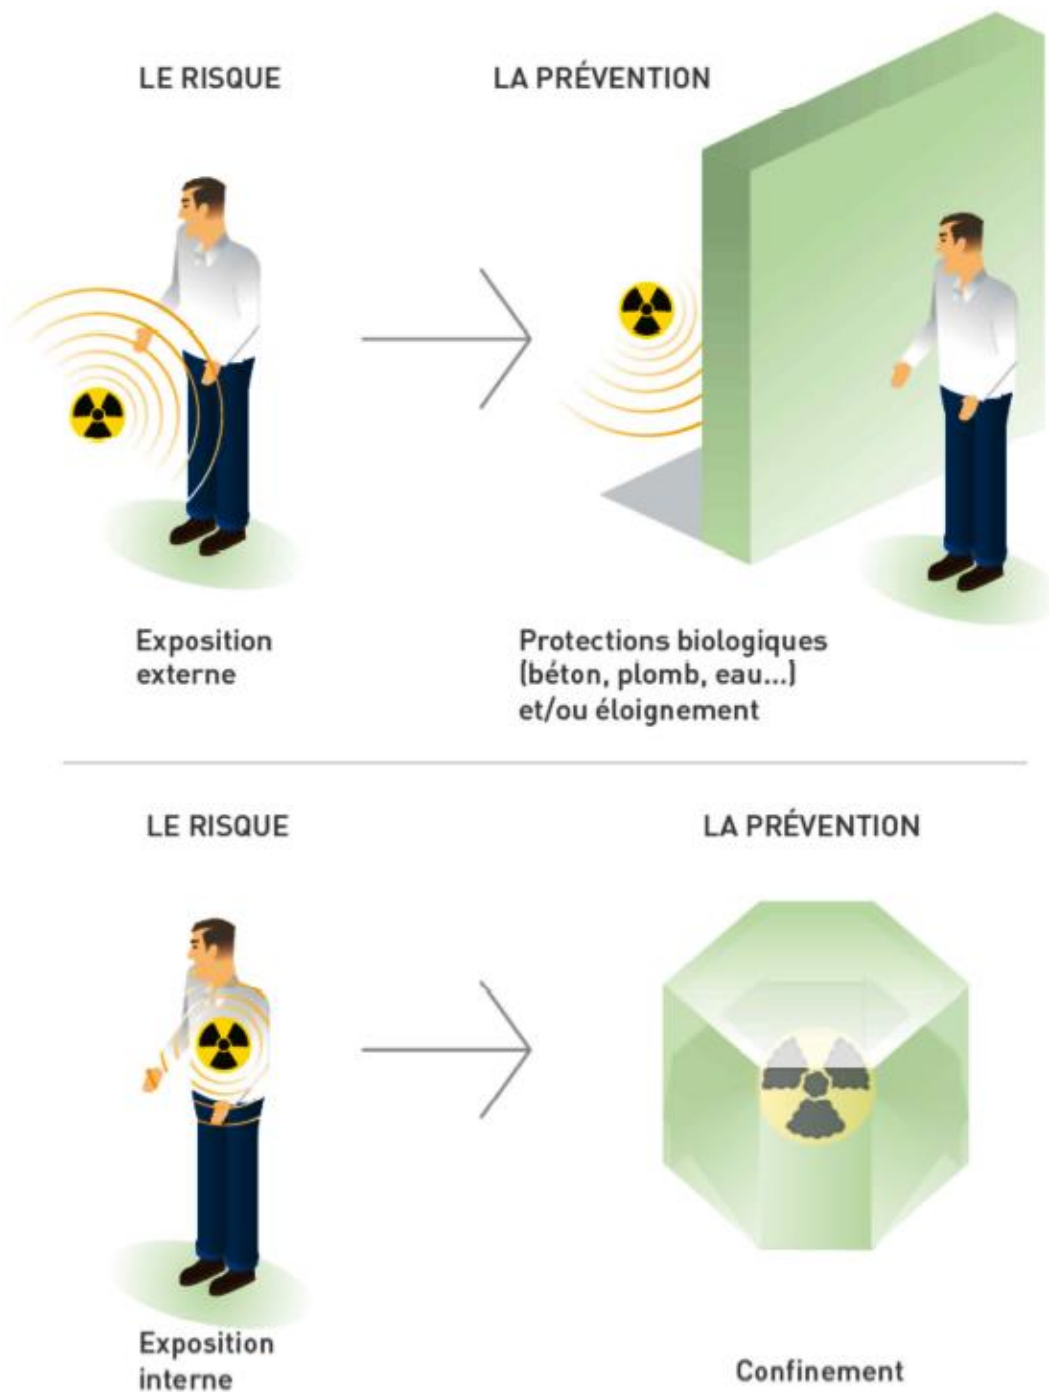 LE RISQUE
LA PRÉVENTION
Exposition
externe
Protections biologiques
(béton, plomb, eau...)
et/ou éloignement
LE RISQUE
LA PRÉVENTION
Exposition
interne
Confinement